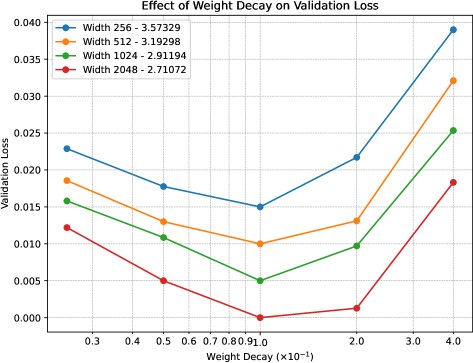 Effect of Weight Decay on Validation Loss
Width 256 - 3.57329
Width 512 - 3.19298
Width 1024 - 2.91194
Width 2048 - 2.71072
Validation Loss
0.040
0.035
0.030
0.025
0.020
0.015
0.010
0.005
0.000
0.3 0.4 0.5 0.6 0.7 0.8 0.9 1.0 2.0 3.0 4.0
Weight Decay (×10⁻¹)